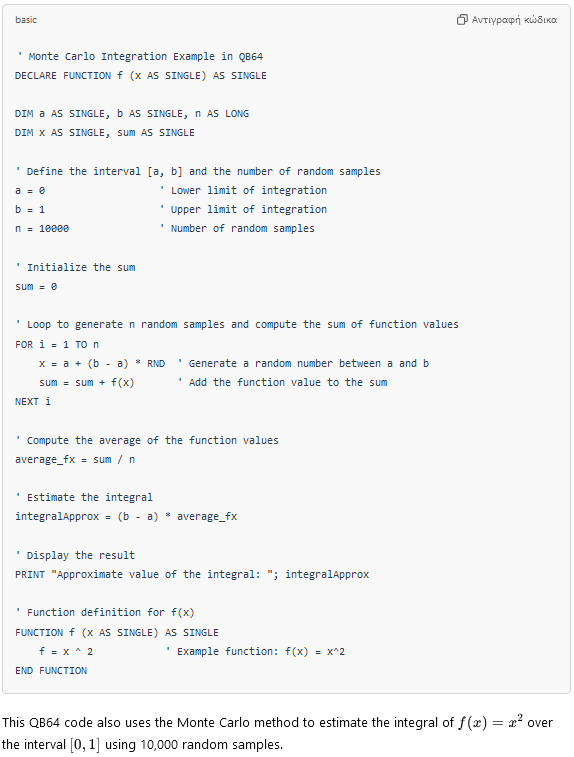 basic
Αντιγραφή κώδικα
' Monte Carlo Integration Example in QB64
DECLARE FUNCTION f (x AS SINGLE) AS SINGLE
DIM a AS SINGLE, b AS SINGLE, n AS LONG
DIM x AS SINGLE, sum AS SINGLE
' Define the interval [a, b] and the number of random samples
a = 0                   ' Lower limit of integration
b = 1                   ' Upper limit of integration
n = 10000               ' Number of random samples
' Initialize the sum
sum = 0
' Loop to generate n random samples and compute the sum of function values
FOR i = 1 TO n
    x = a + (b - a) * RND  ' Generate a random number between a and b
    sum = sum + f(x)       ' Add the function value to the sum
NEXT i
' Compute the average of the function values
average_fx = sum / n
' Estimate the integral
integralApprox = (b - a) * average_fx
' Display the result
PRINT "Approximate value of the integral: "; integralApprox
' Function definition for f(x)
FUNCTION f (x AS SINGLE) AS SINGLE
    f = x ^ 2            ' Example function: f(x) = x^2
END FUNCTION
This QB64 code also uses the Monte Carlo method to estimate the integral of f(x) = x² over
the interval [0, 1] using 10,000 random samples.